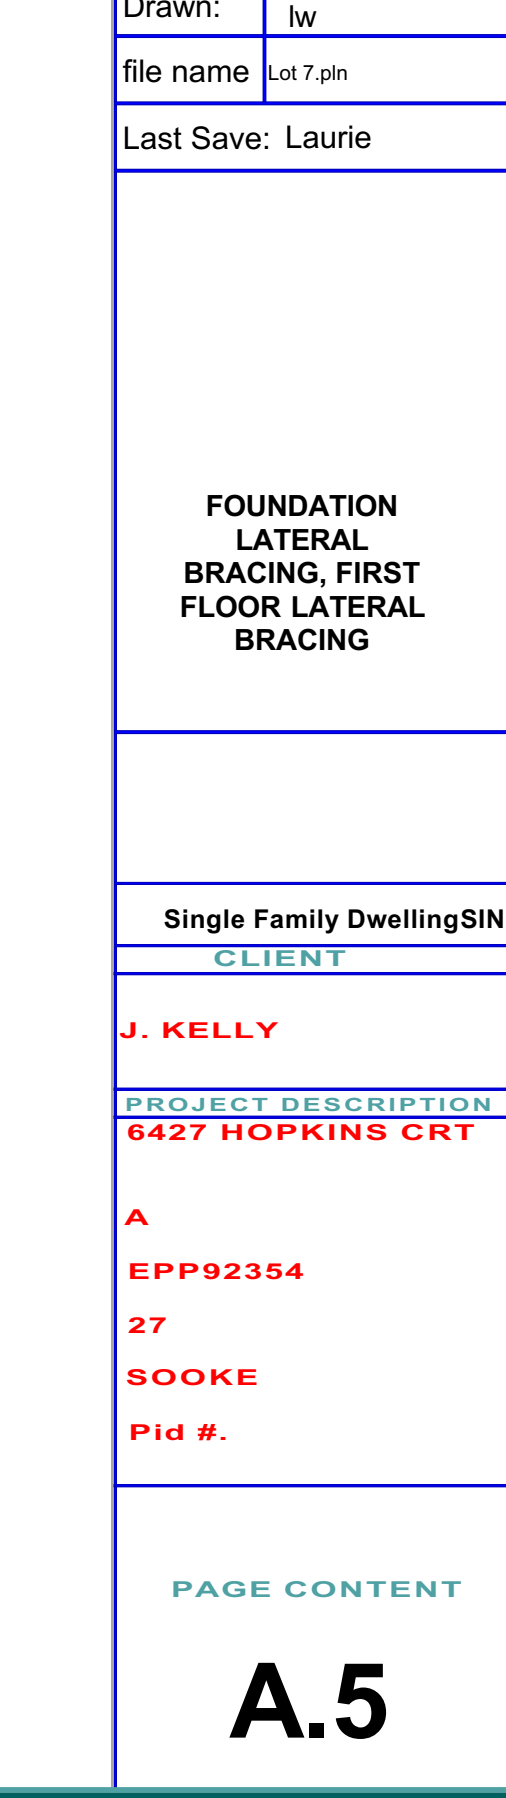 Drawn: lw
file name Lot 7.pln
Last Save: Laurie
FOUNDATION
LATERAL
BRACING, FIRST
FLOOR LATERAL
BRACING
Single Family DwellingSIN
CLIENT
J. KELLY
PROJECT DESCRIPTION
6427 HOPKINS CRT
A
EPP92354
27
SOOKE
Pid #.
PAGE CONTENT
A.5